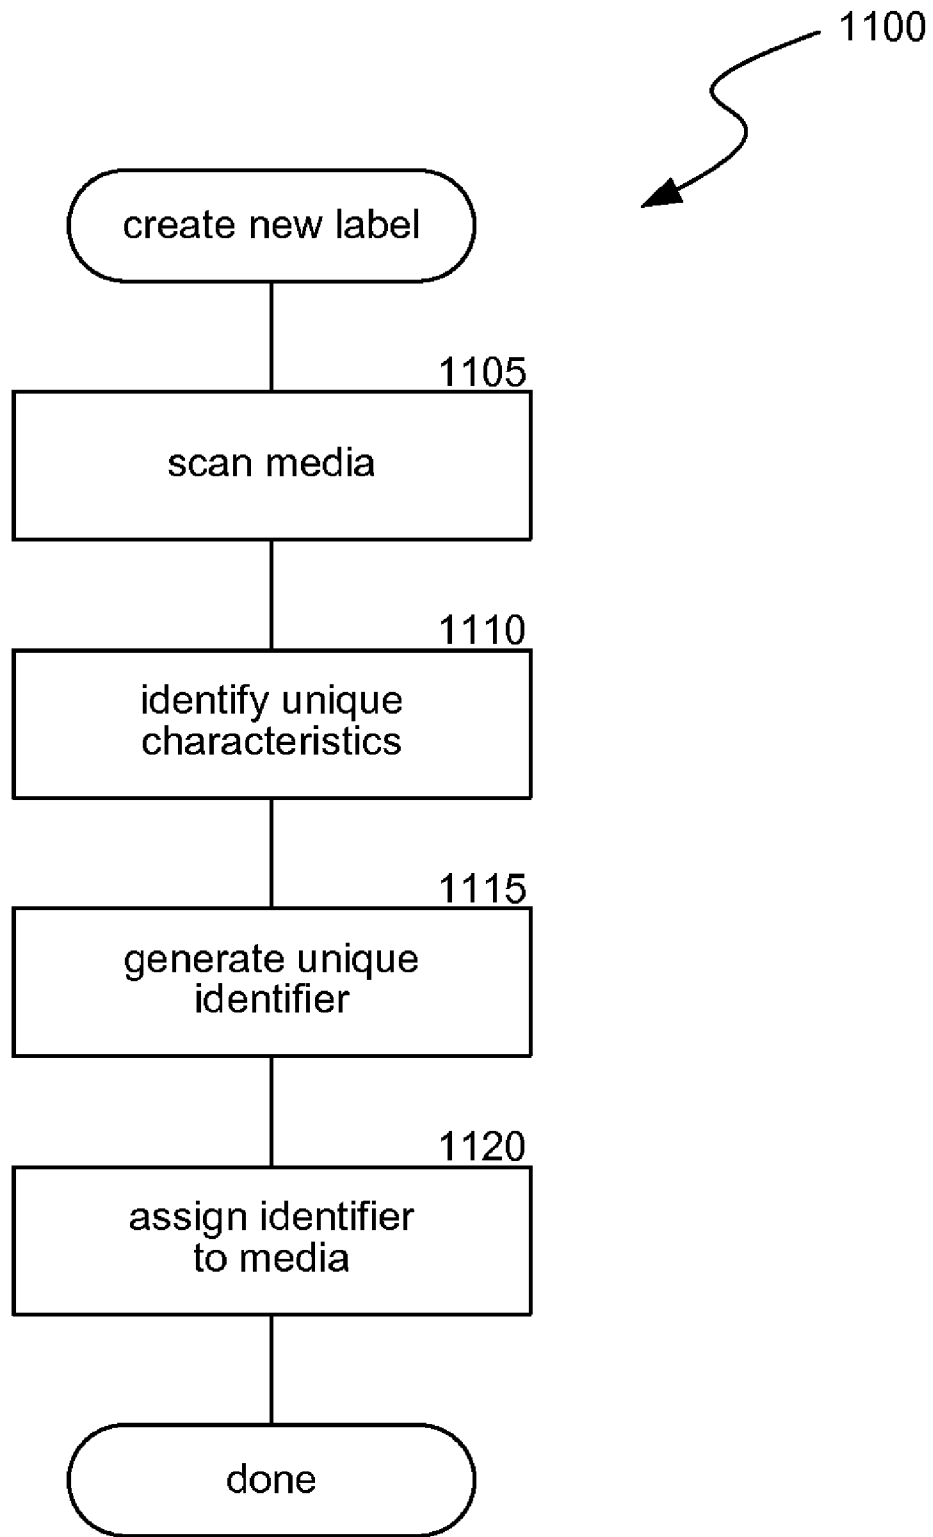 1100
create new label
1105
scan media
1110
identify unique
characteristics
1115
generate unique
identifier
1120
assign identifier
to media
done